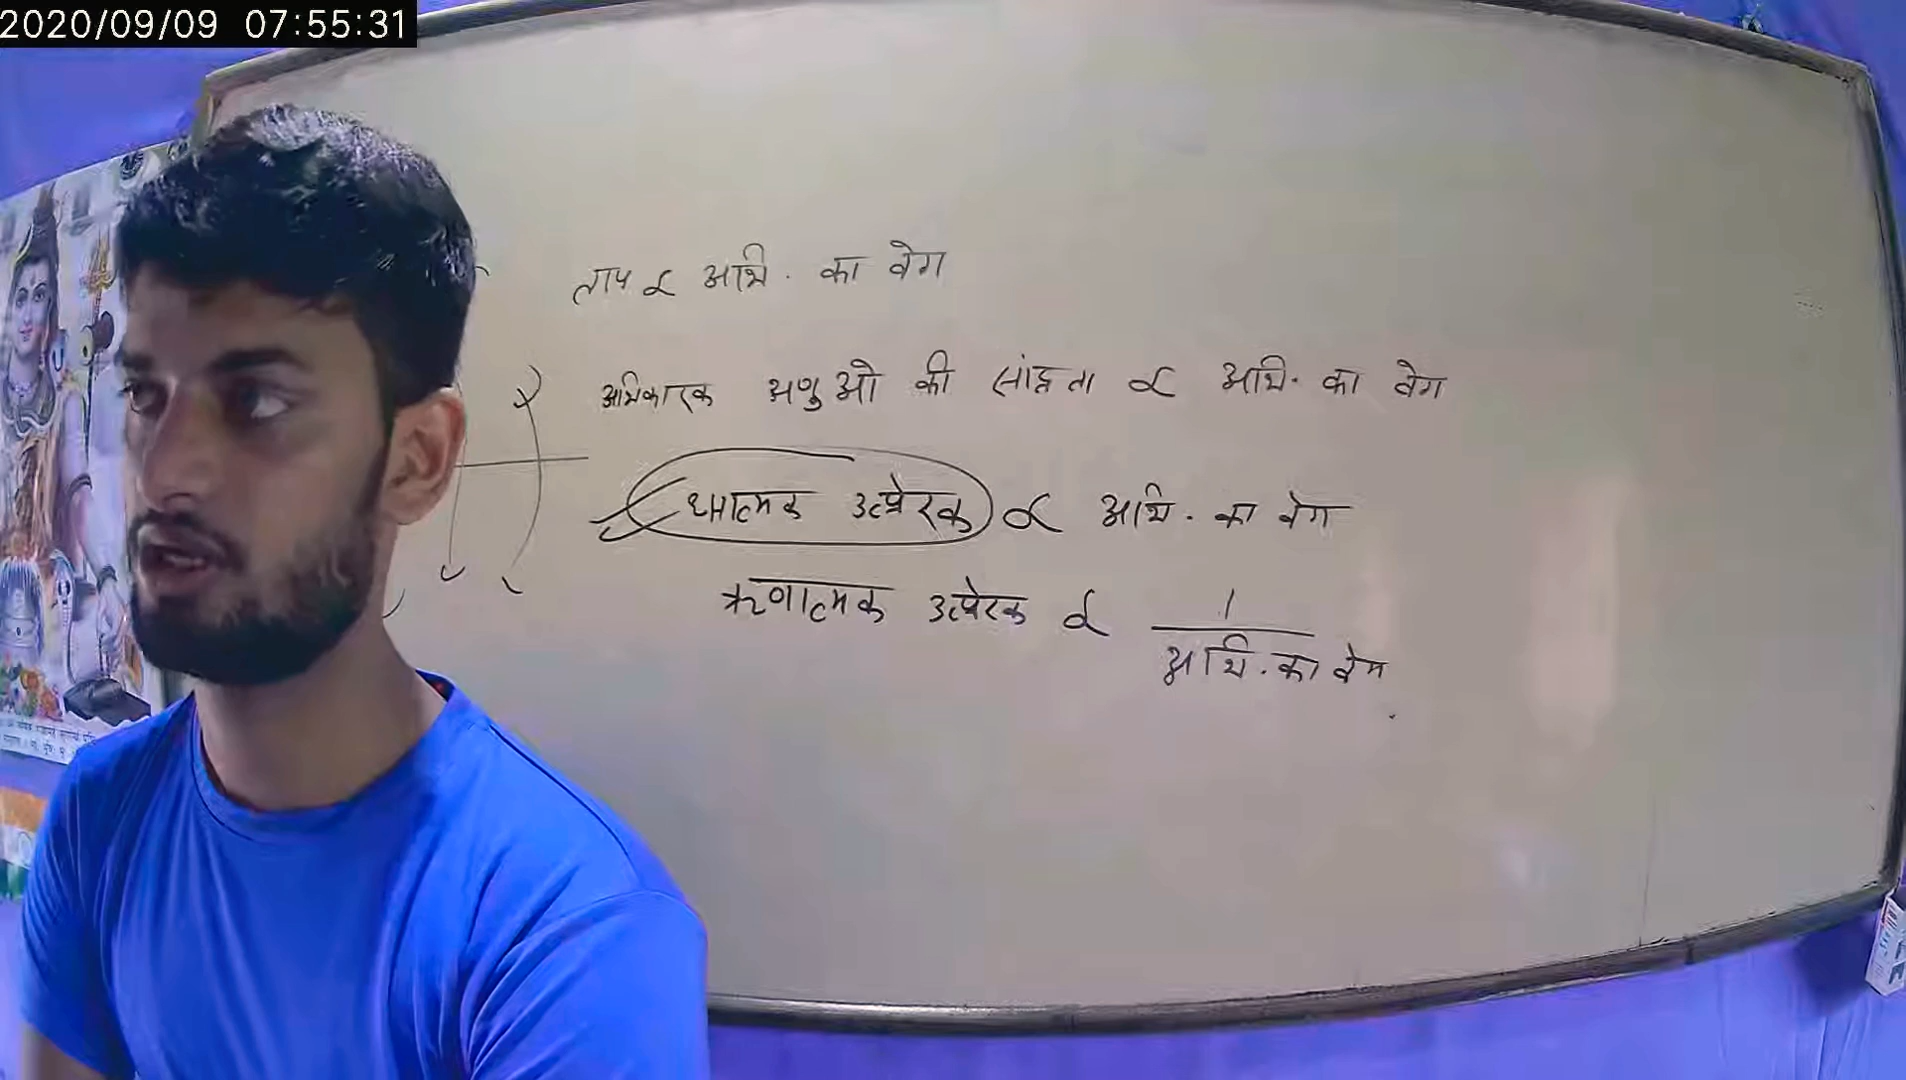 2020/09/09 07:55:31
ताप ∝ अभि. का वेग
अभिकारक अणुओ की सांद्रता ∝ अभि. का वेग
धनात्मक उत्प्रेरक ∝ अभि. का वेग
ऋणात्मक उत्प्रेरक ∝ 1
अभि. का वेग